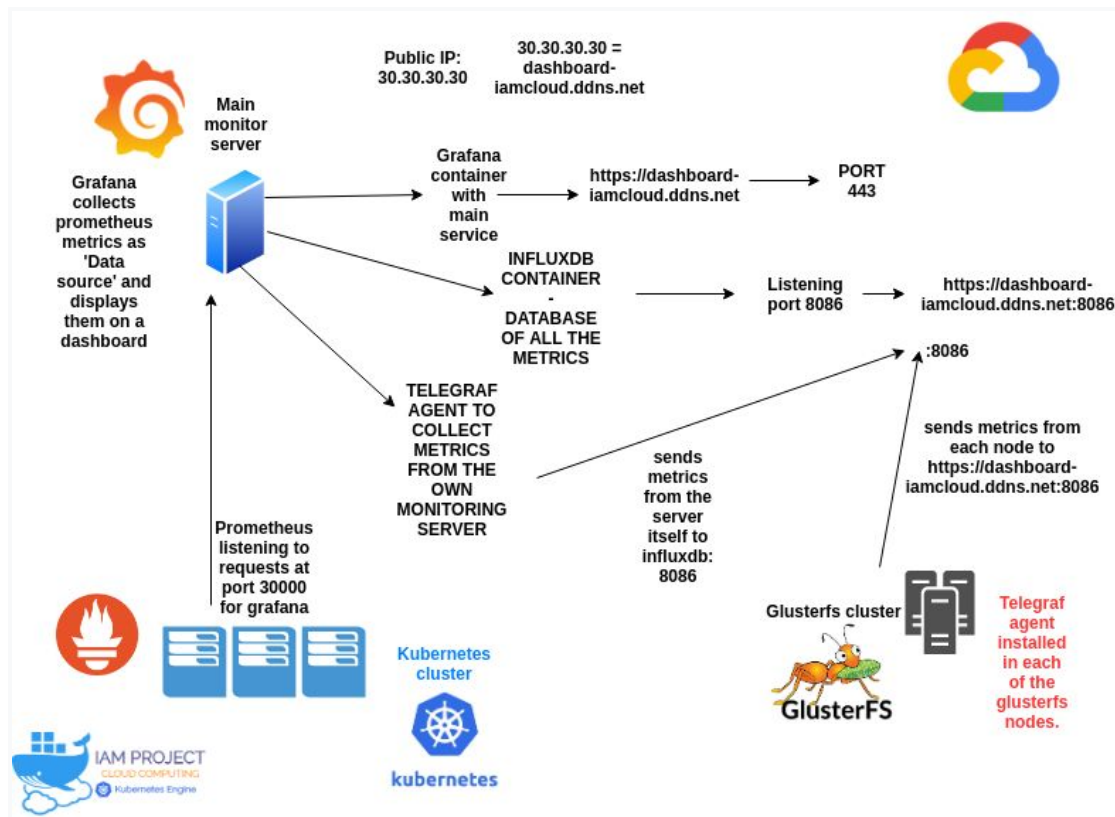 Public IP:
30.30.30.30
30.30.30.30 =
dashboard-
iamcloud.ddns.net
Main
monitor
server
Grafana
collects
prometheus
metrics as
'Data
source' and
displays
them on a
dashboard
Grafana
container
with
main
service
https://dashboard-
iamcloud.ddns.net
PORT
443
INFLUXDB
CONTAINER
-
DATABASE
OF ALL THE
METRICS
Listening
port 8086
https://dashboard-
iamcloud.ddns.net:8086
:8086
TELEGRAF
AGENT TO
COLLECT
METRICS
FROM THE
OWN
MONITORING
SERVER
sends
metrics
from the
server
itself to
influxdb:
8086
sends metrics from
each node to
https://dashboard-
iamcloud.ddns.net:8086
Prometheus
listening to
requests at
port 30000
for grafana
Kubernetes
cluster
kubernetes
Glusterfs cluster
GlusterFS
Telegraf
agent
installed
in each
of the
glusterfs
nodes.
IAM PROJECT
CLOUD COMPUTING
Kubernetes Engine